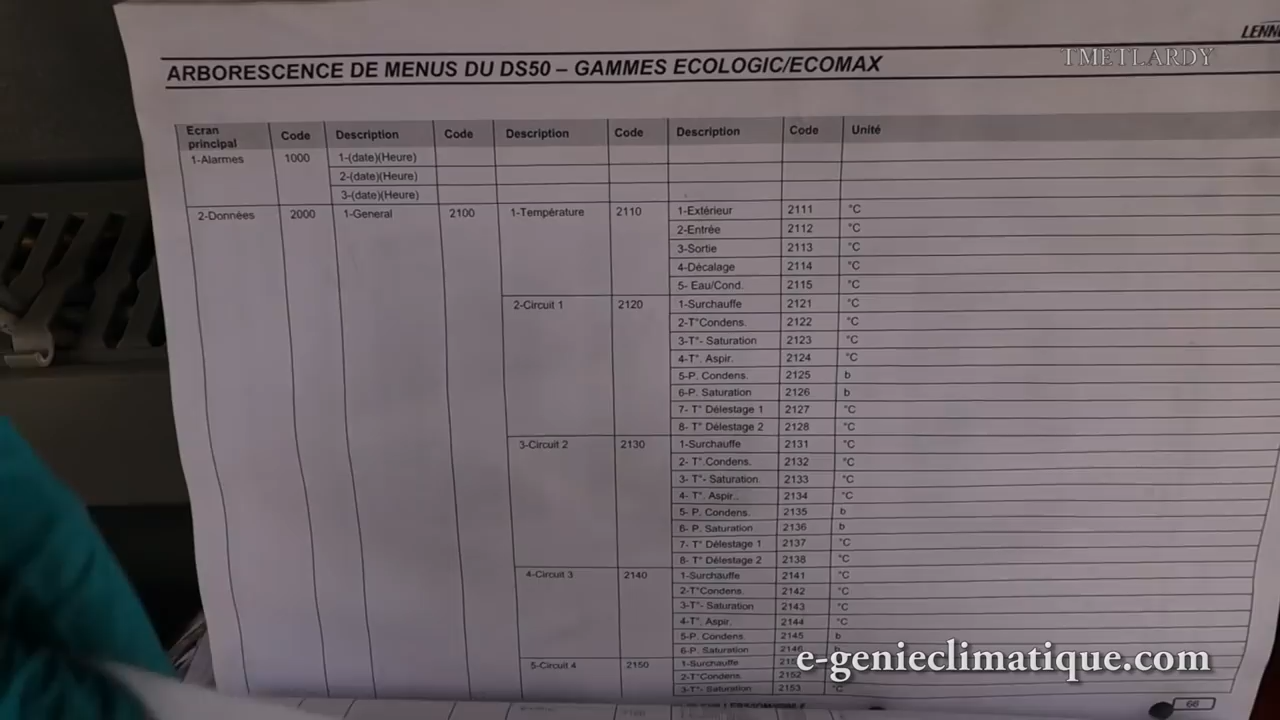 LENN
TMETLARDY
ARBORESCENCE DE MENUS DU DS50 – GAMMES ECOLOGIC/ECOMAX
Ecran principal Code Description Code Description Code Description Code Unité
1-Alarmes 1000 1-(date)(Heure)
2-(date)(Heure)
3-(date)(Heure)
2-Données 2000 1-General 2100 1-Température 2110 1-Extérieur 2111 °C
2-Entrée 2112 °C
3-Sortie 2113 °C
4-Décalage 2114 °C
5- Eau/Cond. 2115 °C
2-Circuit 1 2120 1-Surchauffe 2121 °C
2-T°Condens. 2122 °C
3-T°- Saturation 2123 °C
4-T°. Aspir. 2124 °C
5-P. Condens. 2125 b
6-P. Saturation 2126 b
7- T° Délestage 1 2127 °C
8- T° Délestage 2 2128 °C
3-Circuit 2 2130 1-Surchauffe 2131 °C
2- T°.Condens. 2132 °C
3- T°- Saturation 2133 °C
4- T°. Aspir.. 2134 °C
5- P. Condens. 2135 b
6- P. Saturation 2136 b
7- T° Délestage 1 2137 °C
8- T° Délestage 2 2138 °C
4-Circuit 3 2140 1-Surchauffe 2141 °C
2-T°Condens. 2142 °C
3-T°- Saturation 2143 °C
4-T°. Aspir. 2144 °C
5-P. Condens. 2145 b
6-P. Saturation 2146 b
5-Circuit 4 2150 1-Surchauffe
2-T°Condens. 2152
3-T°- Saturation 2153 °C
e-genieclimatique.com
66